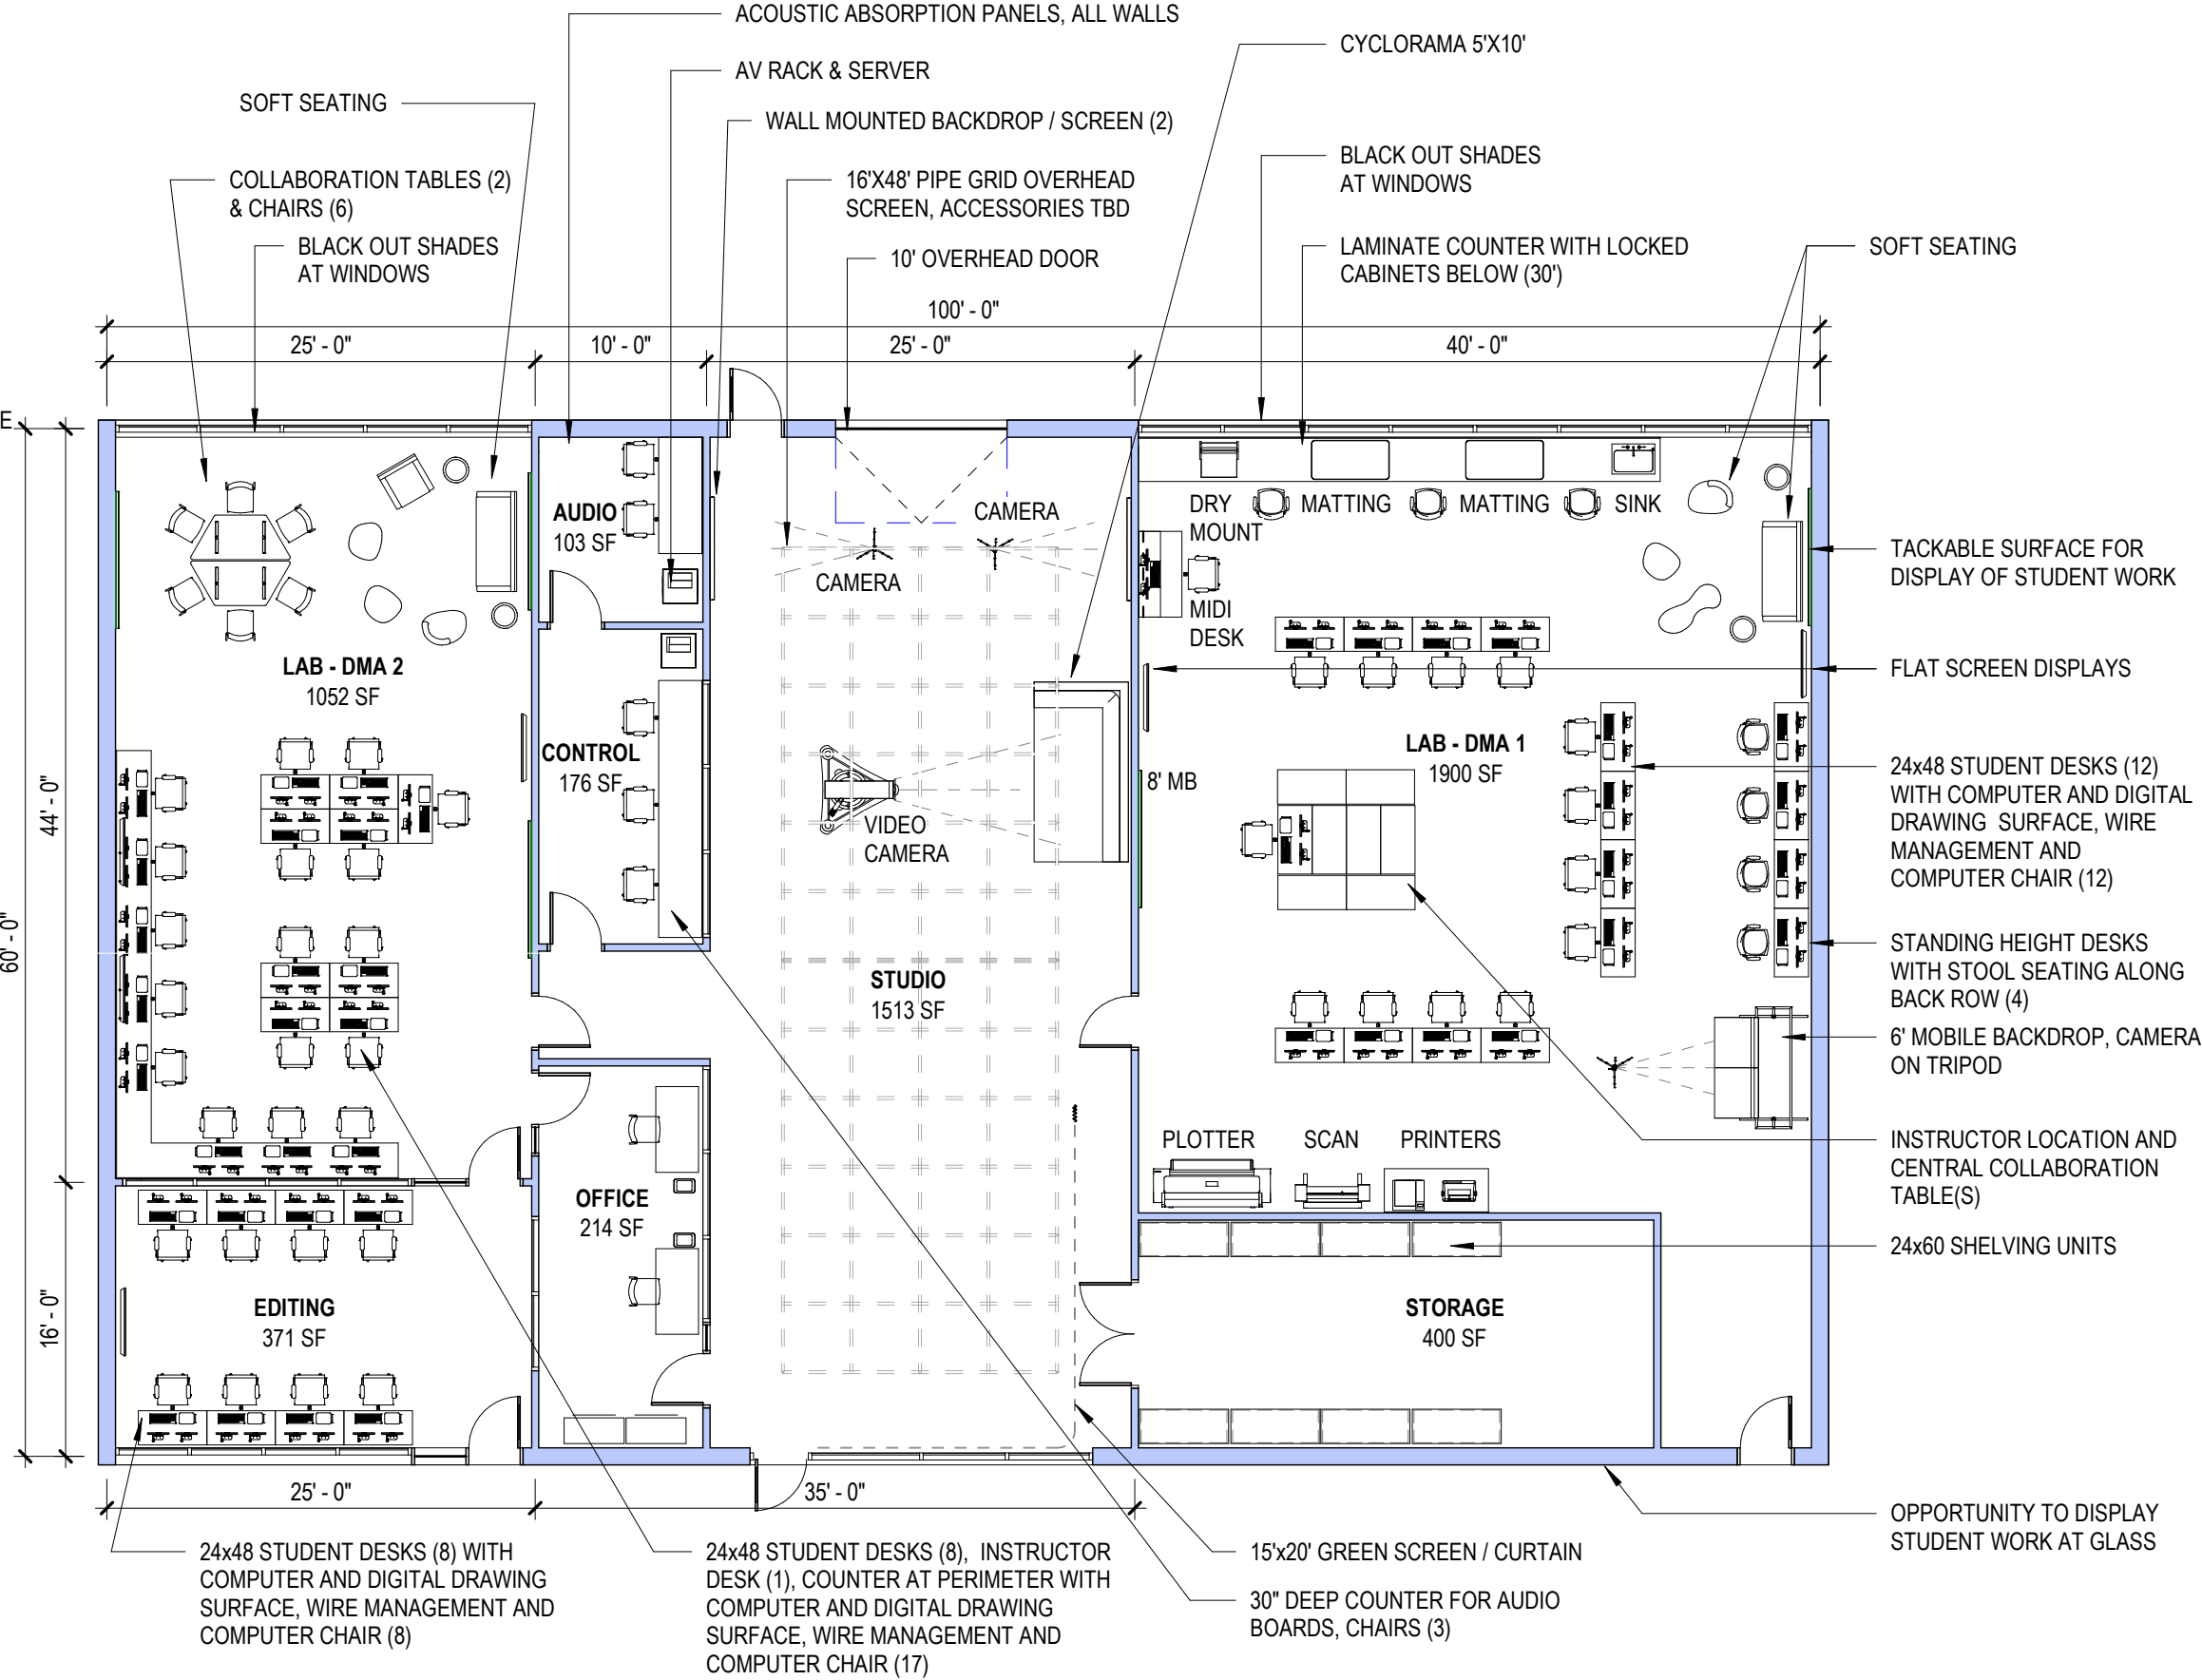 ACOUSTIC ABSORPTION PANELS, ALL WALLS
CYCLORAMA 5'X10'
AV RACK & SERVER
SOFT SEATING
WALL MOUNTED BACKDROP / SCREEN (2)
BLACK OUT SHADES
AT WINDOWS
COLLABORATION TABLES (2)
& CHAIRS (6)
16'X48' PIPE GRID OVERHEAD
SCREEN, ACCESSORIES TBD
BLACK OUT SHADES
AT WINDOWS
10' OVERHEAD DOOR
LAMINATE COUNTER WITH LOCKED
CABINETS BELOW (30')
SOFT SEATING
100' - 0"
25' - 0"
10' - 0"
25' - 0"
40' - 0"
E
AUDIO
103 SF
CAMERA
CAMERA
DRY
MOUNT
MATTING
MATTING
SINK
MIDI
DESK
TACKABLE SURFACE FOR
DISPLAY OF STUDENT WORK
LAB - DMA 2
1052 SF
FLAT SCREEN DISPLAYS
CONTROL
176 SF
LAB - DMA 1
1900 SF
8' MB
VIDEO
CAMERA
24x48 STUDENT DESKS (12)
WITH COMPUTER AND DIGITAL
DRAWING SURFACE, WIRE
MANAGEMENT AND
COMPUTER CHAIR (12)
44' - 0"
60' - 0"
STANDING HEIGHT DESKS
WITH STOOL SEATING ALONG
BACK ROW (4)
STUDIO
1513 SF
6' MOBILE BACKDROP, CAMERA
ON TRIPOD
PLOTTER
SCAN
PRINTERS
INSTRUCTOR LOCATION AND
CENTRAL COLLABORATION
TABLE(S)
OFFICE
214 SF
24x60 SHELVING UNITS
16' - 0"
EDITING
371 SF
STORAGE
400 SF
25' - 0"
35' - 0"
OPPORTUNITY TO DISPLAY
STUDENT WORK AT GLASS
24x48 STUDENT DESKS (8) WITH
COMPUTER AND DIGITAL DRAWING
SURFACE, WIRE MANAGEMENT AND
COMPUTER CHAIR (8)
24x48 STUDENT DESKS (8), INSTRUCTOR
DESK (1), COUNTER AT PERIMETER WITH
COMPUTER AND DIGITAL DRAWING
SURFACE, WIRE MANAGEMENT AND
COMPUTER CHAIR (17)
15'x20' GREEN SCREEN / CURTAIN
30" DEEP COUNTER FOR AUDIO
BOARDS, CHAIRS (3)